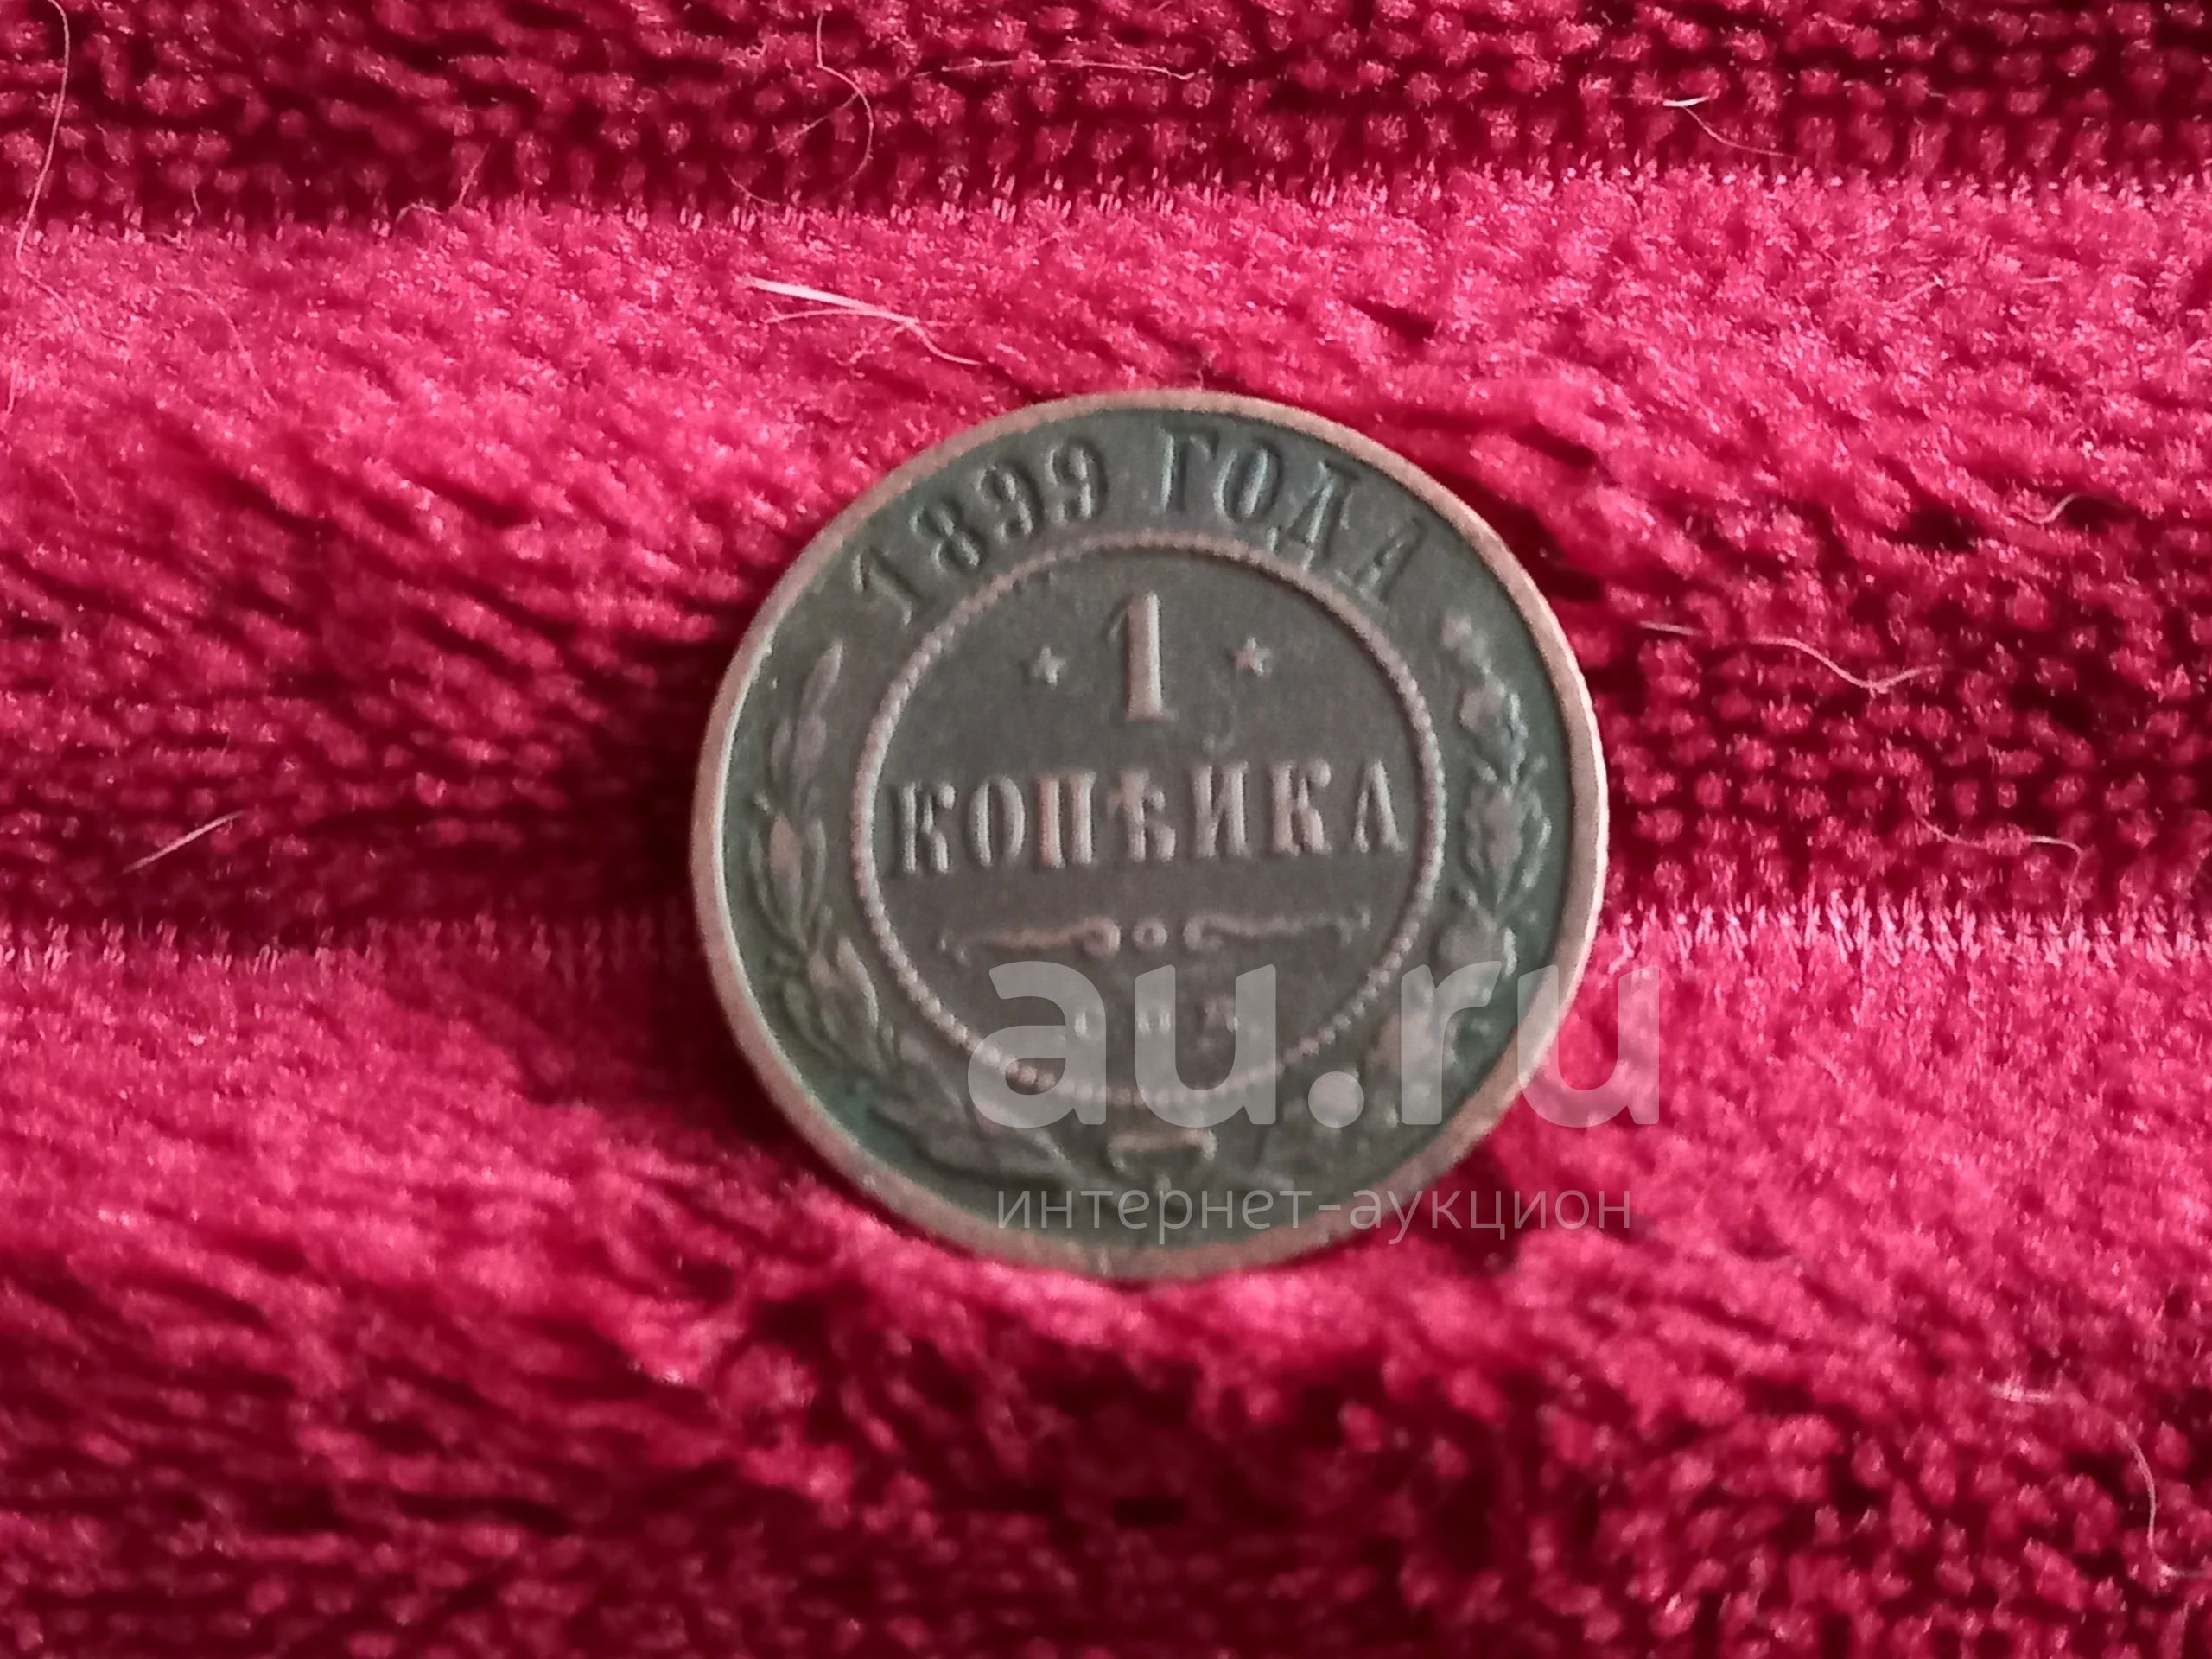 1899 ГОДА
1
КОПѢЙКА
au.ru
интернет-аукцион